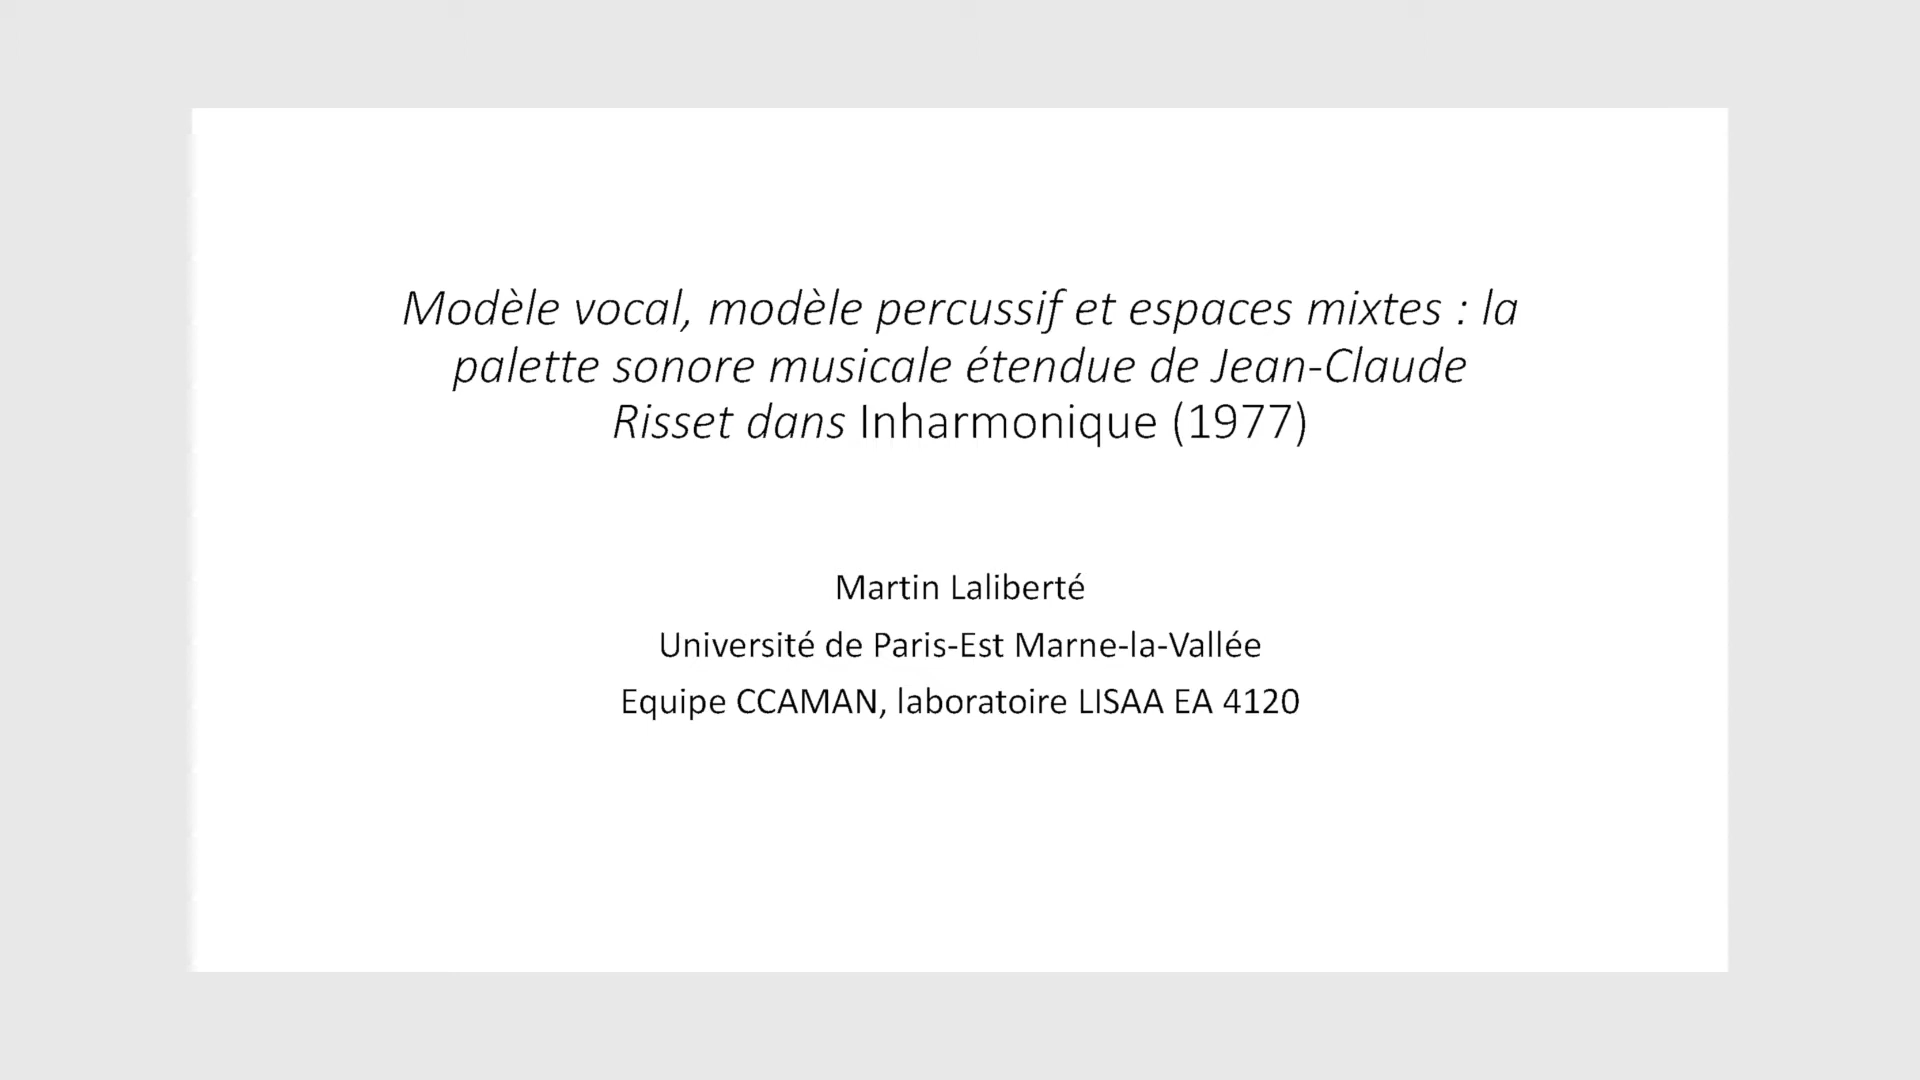 Modèle vocal, modèle percussif et espaces mixtes : la
palette sonore musicale étendue de Jean-Claude
Risset dans Inharmonique (1977)
Martin Laliberté
Université de Paris-Est Marne-la-Vallée
Equipe CCAMAN, laboratoire LISAA EA 4120